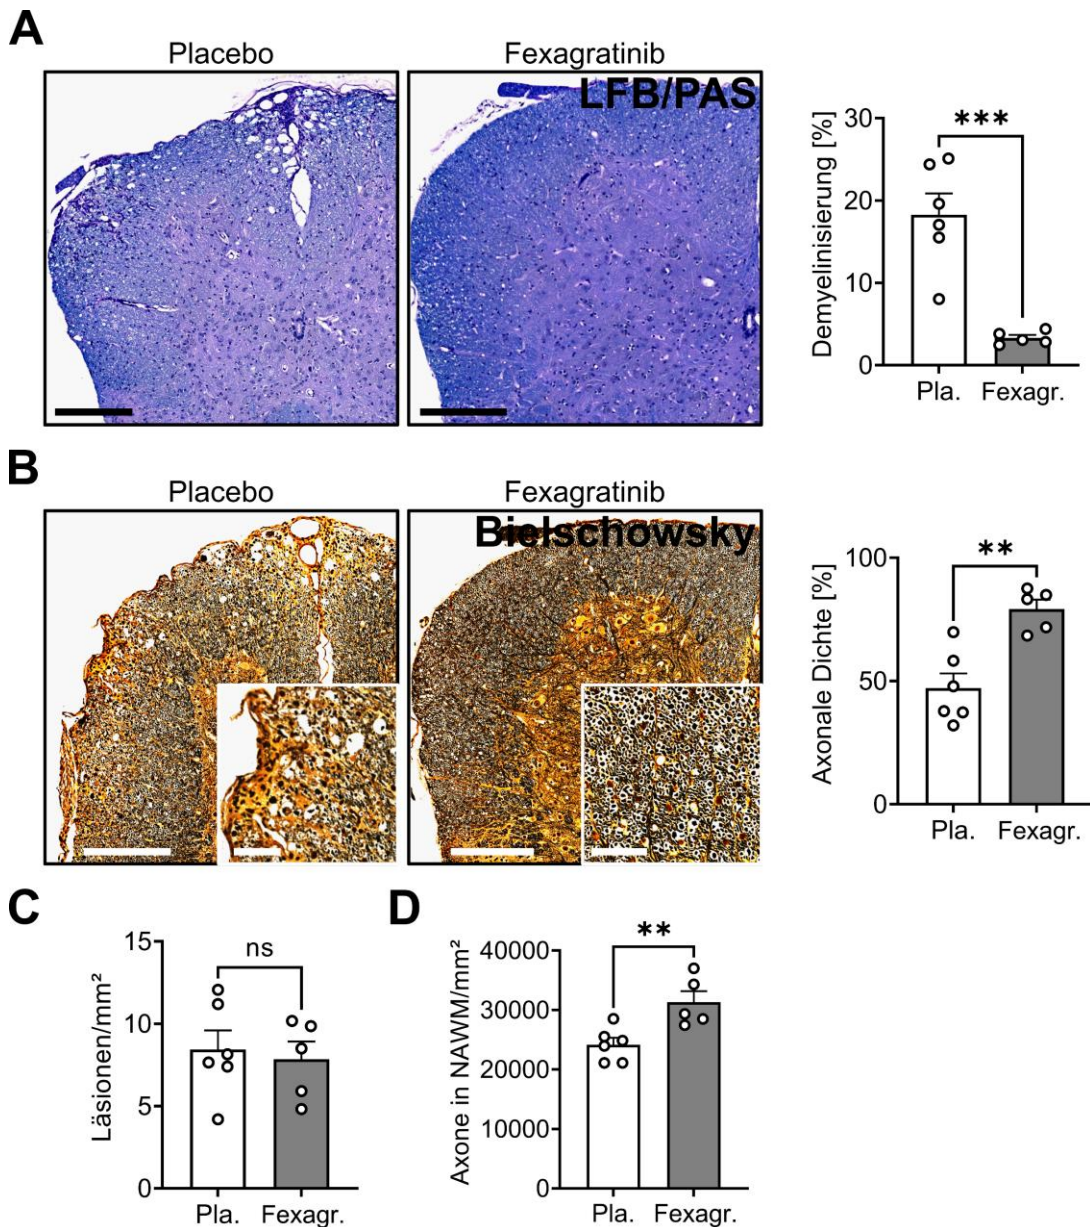 A
Placebo
Fexagratinib
LFB/PAS
Demyelinisierung [%]
30
20
10
0
***
Pla.
Fexagr.
B
Placebo
Fexagratinib
Bielschowsky
Axonale Dichte [%]
100
50
0
**
Pla.
Fexagr.
C
Läsionen/mm²
15
10
5
0
ns
Pla.
Fexagr.
D
Axone in NAWM/mm²
40000
30000
20000
10000
0
**
Pla.
Fexagr.